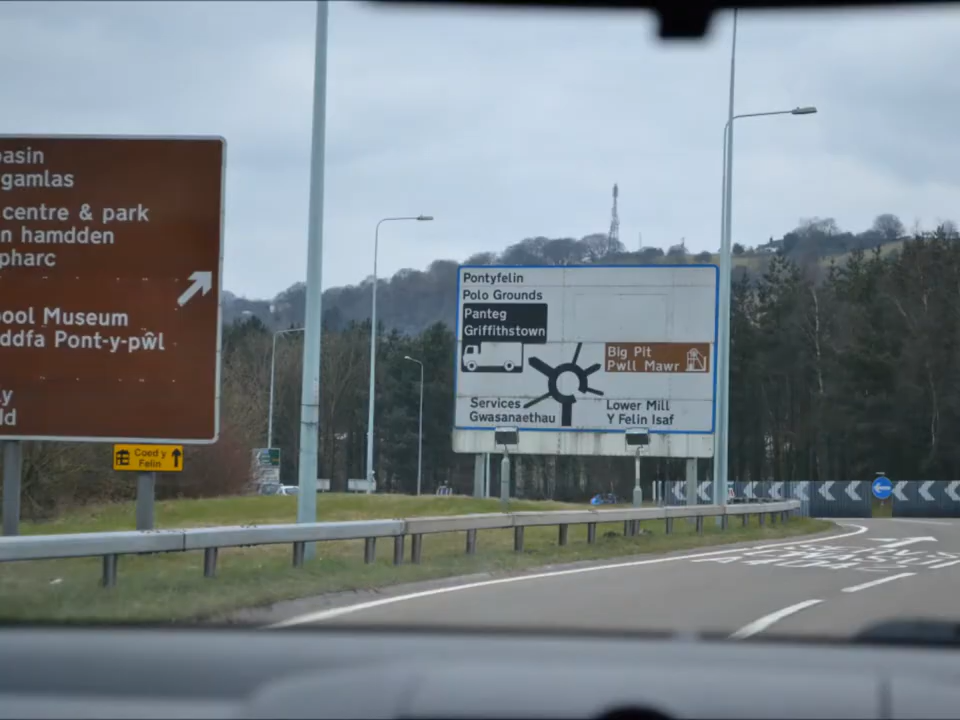 asin
gamlas
centre & park
n hamdden
pharc
ool Museum
ddfa Pont-y-pŵl
y
d
Coed y
Felin
Pontyfelin
Polo Grounds
Panteg
Griffithstown
Big Pit
Pwll Mawr
Services
Gwasanaethau
Lower Mill
Y Felin Isaf